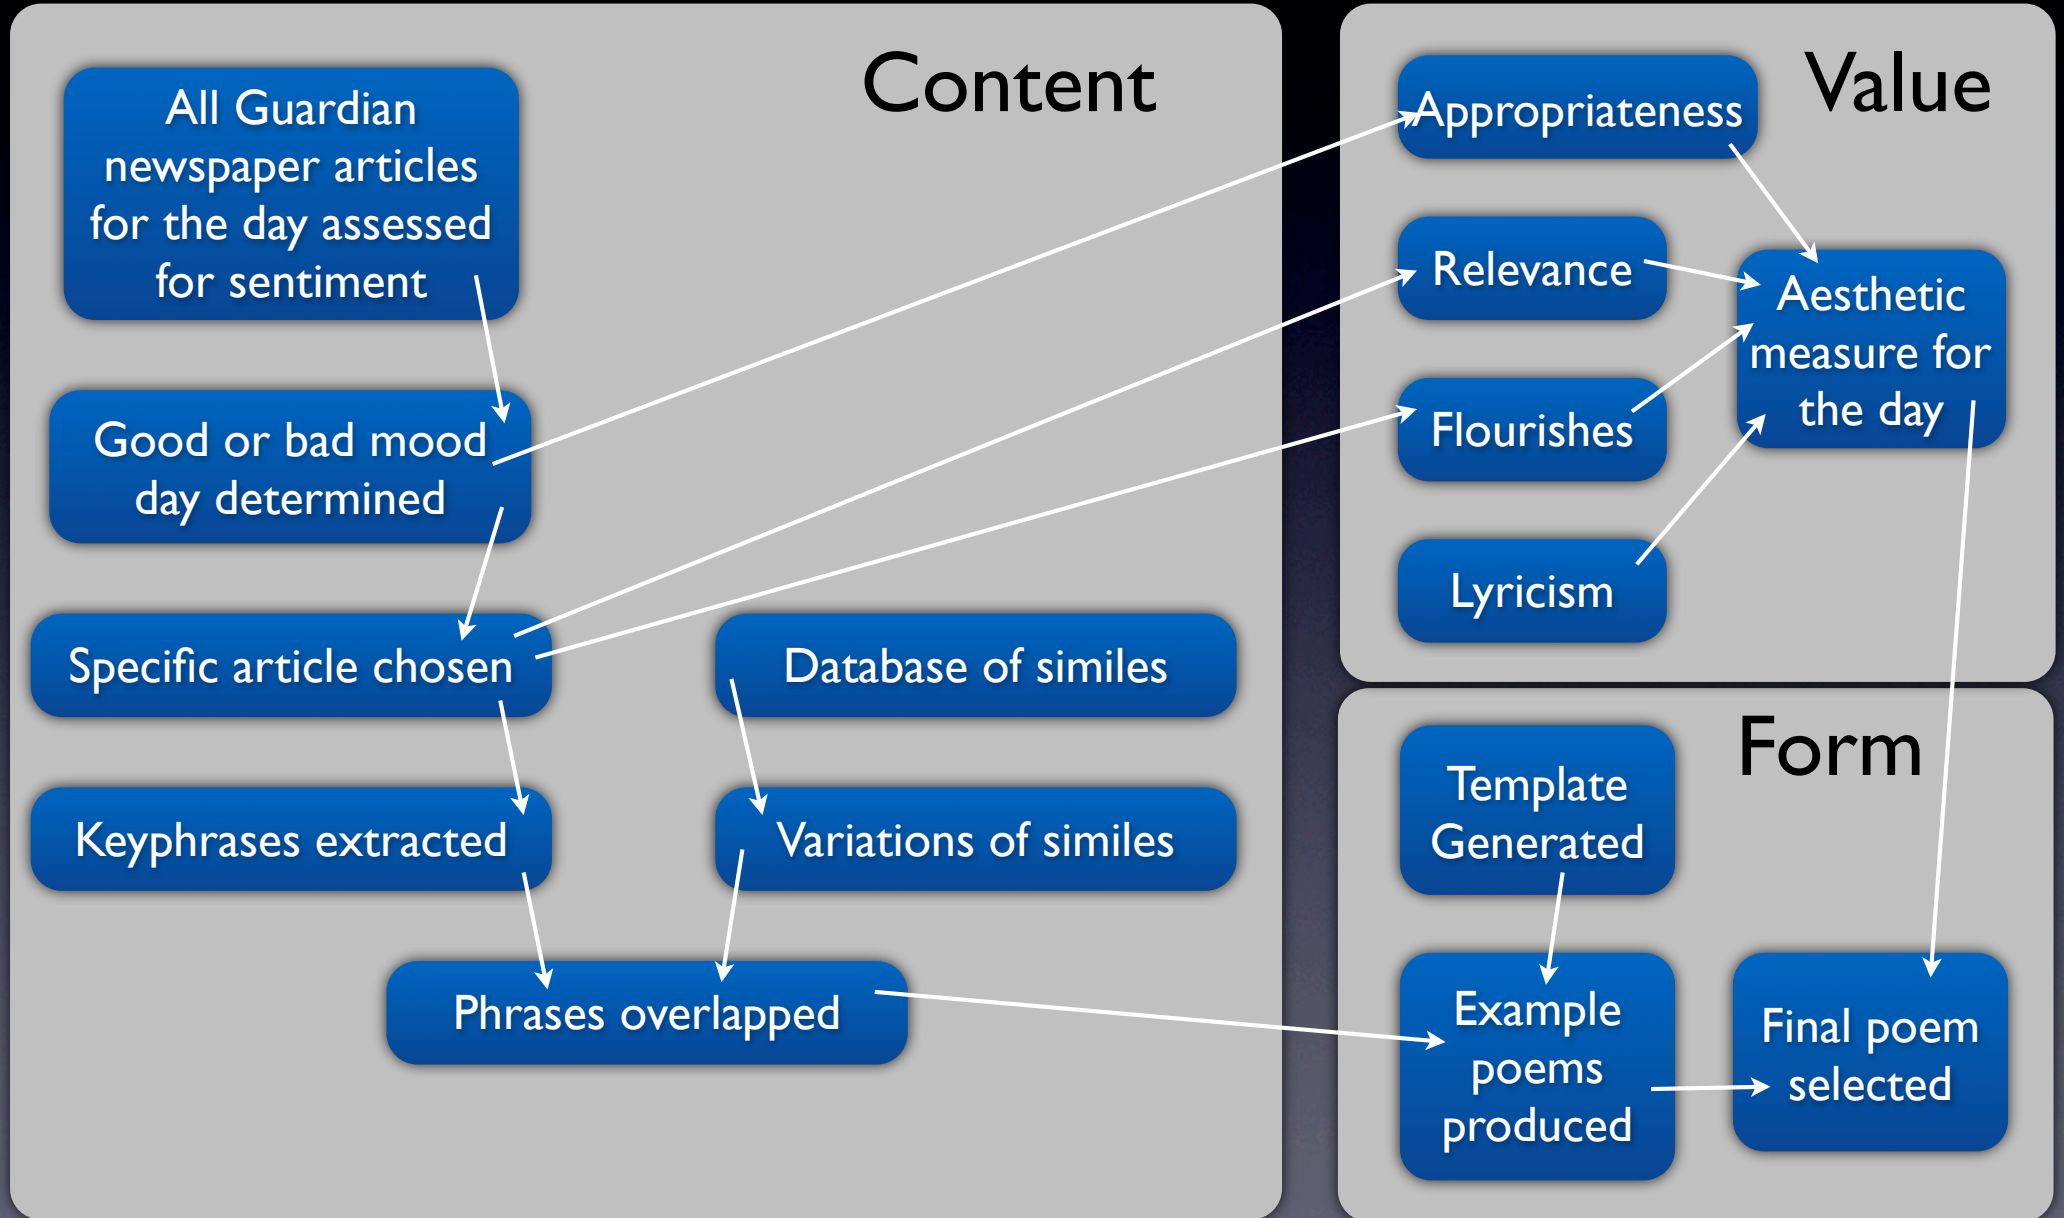 Content
All Guardian
newspaper articles
for the day assessed
for sentiment
Good or bad mood
day determined
Specific article chosen
Database of similes
Keyphrases extracted
Variations of similes
Phrases overlapped
Value
Appropriateness
Relevance
Flourishes
Lyricism
Aesthetic
measure for
the day
Form
Template
Generated
Example
poems
produced
Final poem
selected